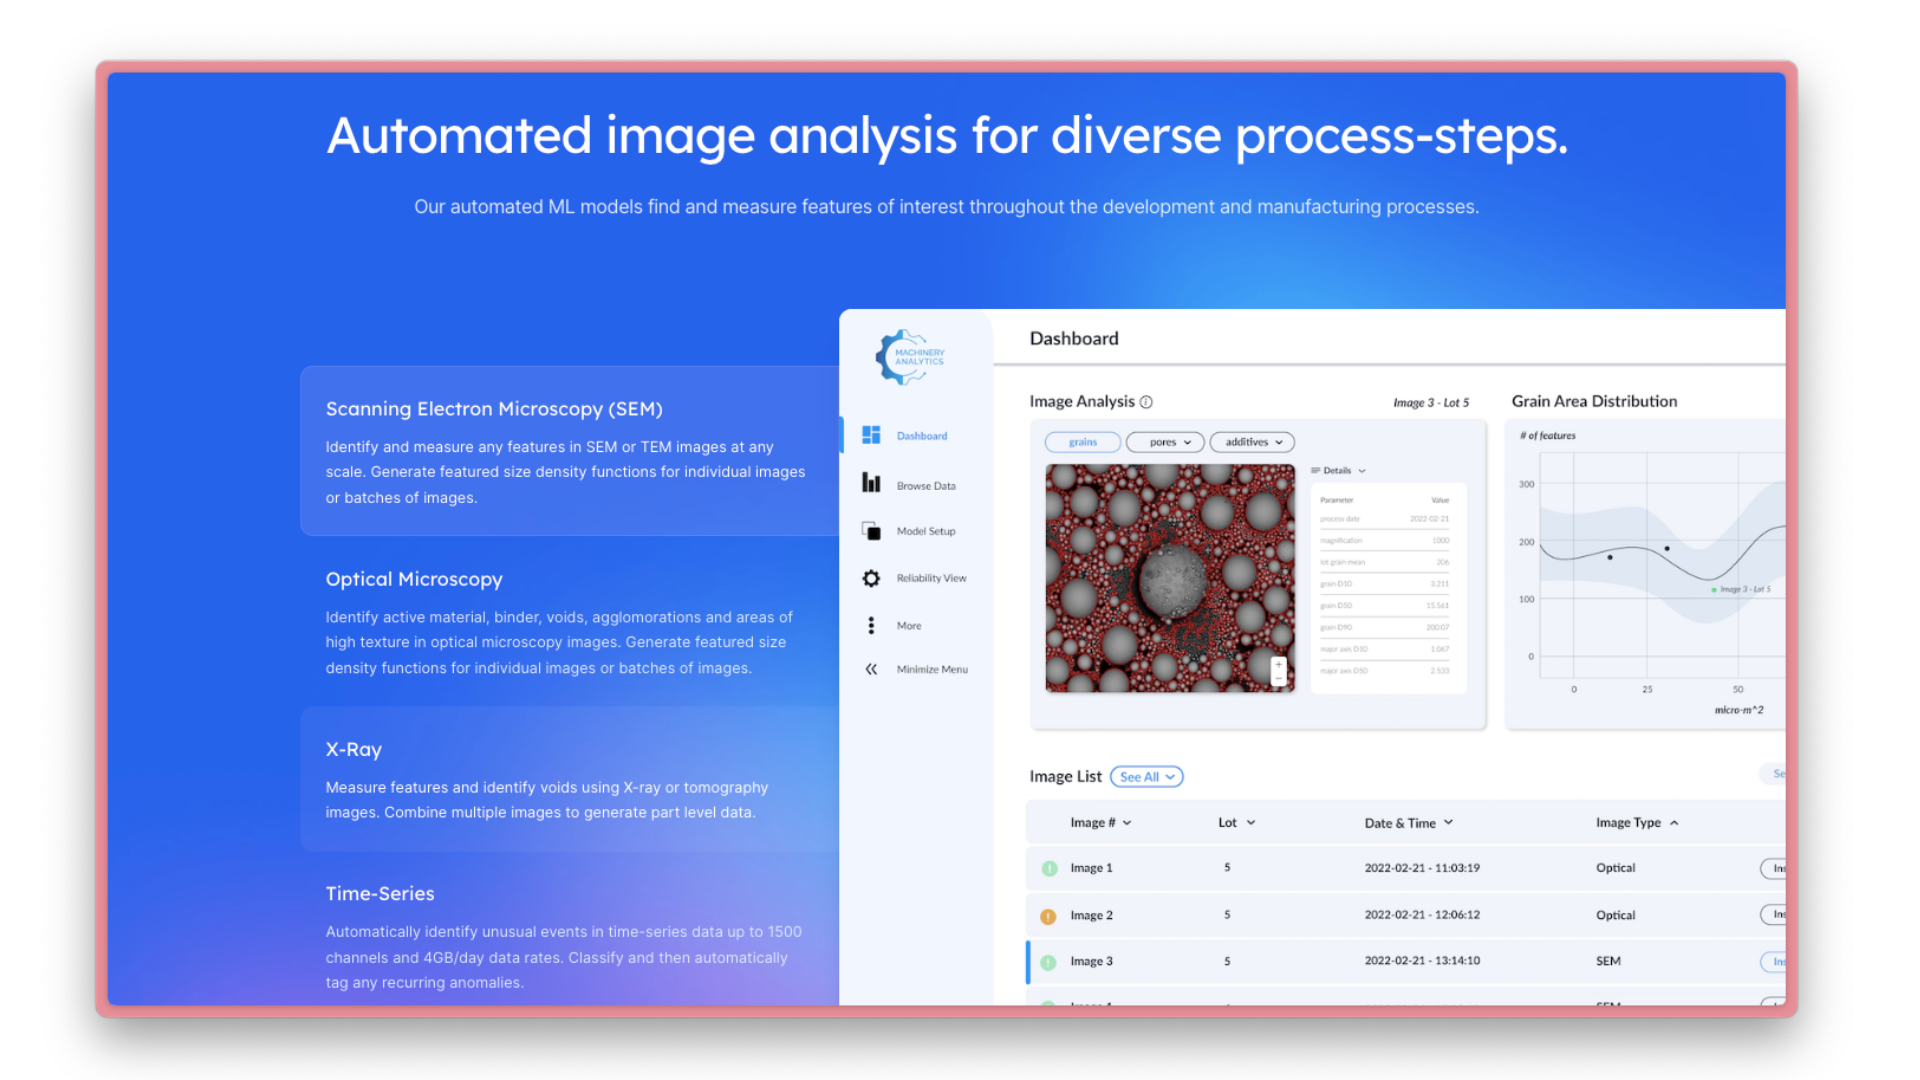 Automated image analysis for diverse process-steps.
Our automated ML models find and measure features of interest throughout the development and manufacturing processes.
Scanning Electron Microscopy (SEM)
Identify and measure any features in SEM or TEM images at any
scale. Generate featured size density functions for individual images
or batches of images.
Optical Microscopy
Identify active material, binder, voids, agglomorations and areas of
high texture in optical microscopy images. Generate featured size
density functions for individual images or batches of images.
X-Ray
Measure features and identify voids using X-ray or tomography
images. Combine multiple images to generate part level data.
Time-Series
Automatically identify unusual events in time-series data up to 1500
channels and 4GB/day data rates. Classify and then automatically
tag any recurring anomalies.
MACHINERY
ANALYTICS
Dashboard
Browse Data
Model Setup
Reliability View
More
Minimize Menu
Dashboard
Image Analysis
Image 3 - Lot 5
grains pores additives
Details
Parameter Value
process date 2022-02-21
magnification 1000
lot grain mean 206
grain D10 3.211
grain D50 15.561
grain D90 200.07
major axis D10 1.067
major axis D50 2.533
Grain Area Distribution
# of features
300
200
100
0
0 25 50
micro-m^2
Image 3 - Lot 5
Image List See All
Image # Lot Date & Time Image Type
Image 1 5 2022-02-21 - 11:03:19 Optical
Image 2 5 2022-02-21 - 12:06:12 Optical
Image 3 5 2022-02-21 - 13:14:10 SEM